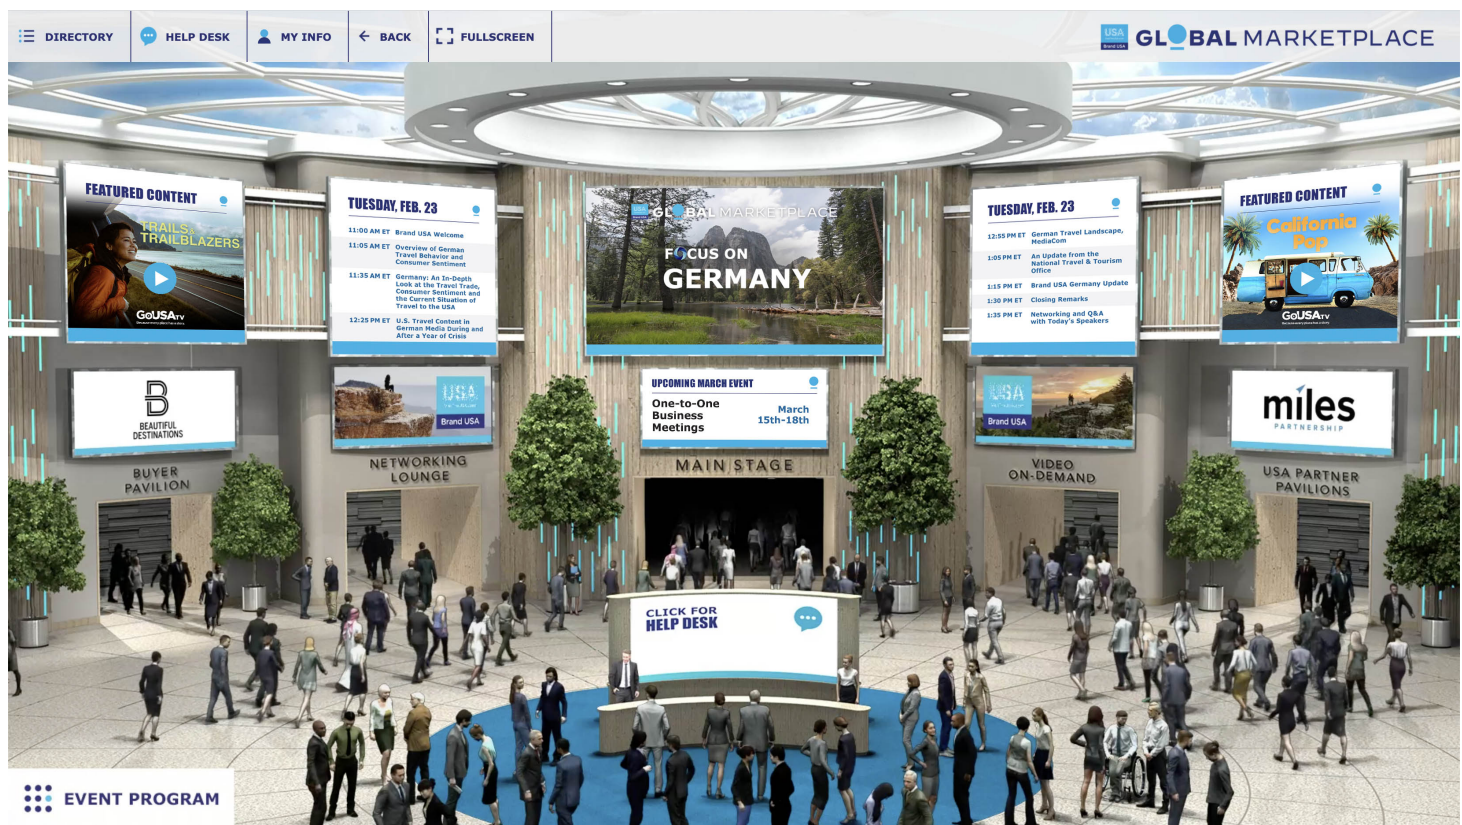 DIRECTORY
HELP DESK
MY INFO
BACK
FULLSCREEN
USA
Brand USA
GLOBAL MARKETPLACE
FEATURED CONTENT
TRAILS &
TRAILBLAZERS
GoUSATV
TUESDAY, FEB. 23
11:00 AM ET Brand USA Welcome
11:05 AM ET Overview of German
Travel Behavior and
Consumer Sentiment
11:35 AM ET Germany: An In-Depth
Look at the Travel Trade,
Consumer Sentiment and
the Current Situation of
Travel to the USA
12:25 PM ET U.S. Travel Content in
German Media During and
After a Year of Crisis
USA
GLOBAL MARKETPLACE
FOCUS ON
GERMANY
TUESDAY, FEB. 23
12:55 PM ET German Travel Landscape,
MediaCom
1:05 PM ET An Update from the
National Travel & Tourism
Office
1:15 PM ET Brand USA Germany Update
1:30 PM ET Closing Remarks
1:35 PM ET Networking and Q&A
with Today's Speakers
FEATURED CONTENT
California
Pop
GoUSATV
B
BEAUTIFUL
DESTINATIONS
USA
Brand USA
UPCOMING MARCH EVENT
One-to-One
Business
Meetings
March
15th-18th
USA
Brand USA
miles
PARTNERSHIP
BUYER
PAVILION
NETWORKING
LOUNGE
MAIN STAGE
VIDEO
ON-DEMAND
USA PARTNER
PAVILIONS
CLICK FOR
HELP DESK
EVENT PROGRAM